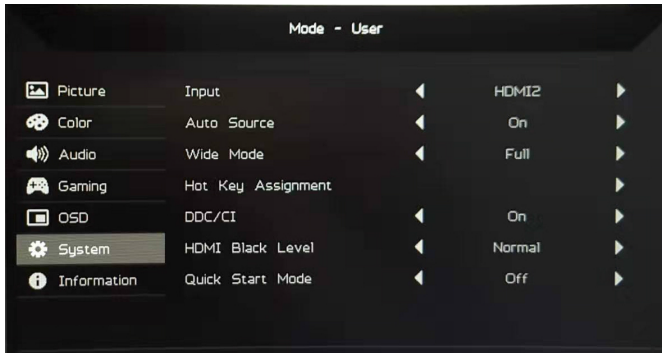 Mode - User
Picture
Input
HDMI2
Color
Auto Source
On
Audio
Wide Mode
Full
Gaming
Hot Key Assignment
OSD
DDC/CI
On
System
HDMI Black Level
Normal
Information
Quick Start Mode
Off